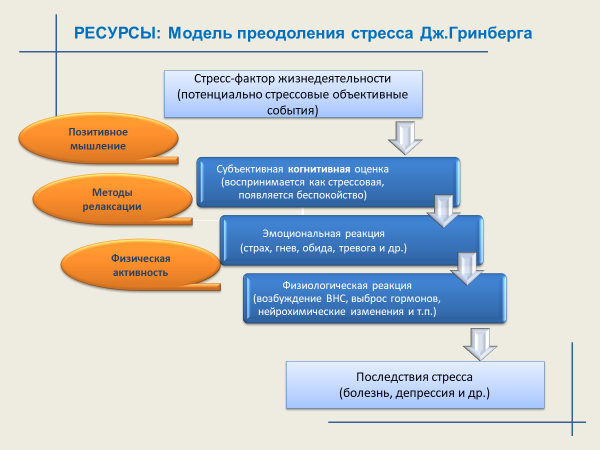 РЕСУРСЫ: Модель преодоления стресса Дж.Гринберга
Стресс-фактор жизнедеятельности
(потенциально стрессовые объективные
события)
Позитивное
мышление
Субъективная когнитивная оценка
(воспринимается как стрессовая,
появляется беспокойство)
Методы
релаксации
Эмоциональная реакция
(страх, гнев, обида, тревога и др.)
Физическая
активность
Физиологическая реакция
(возбуждение ВНС, выброс гормонов,
нейрохимические изменения и т.п.)
Последствия стресса
(болезнь, депрессия и др.)